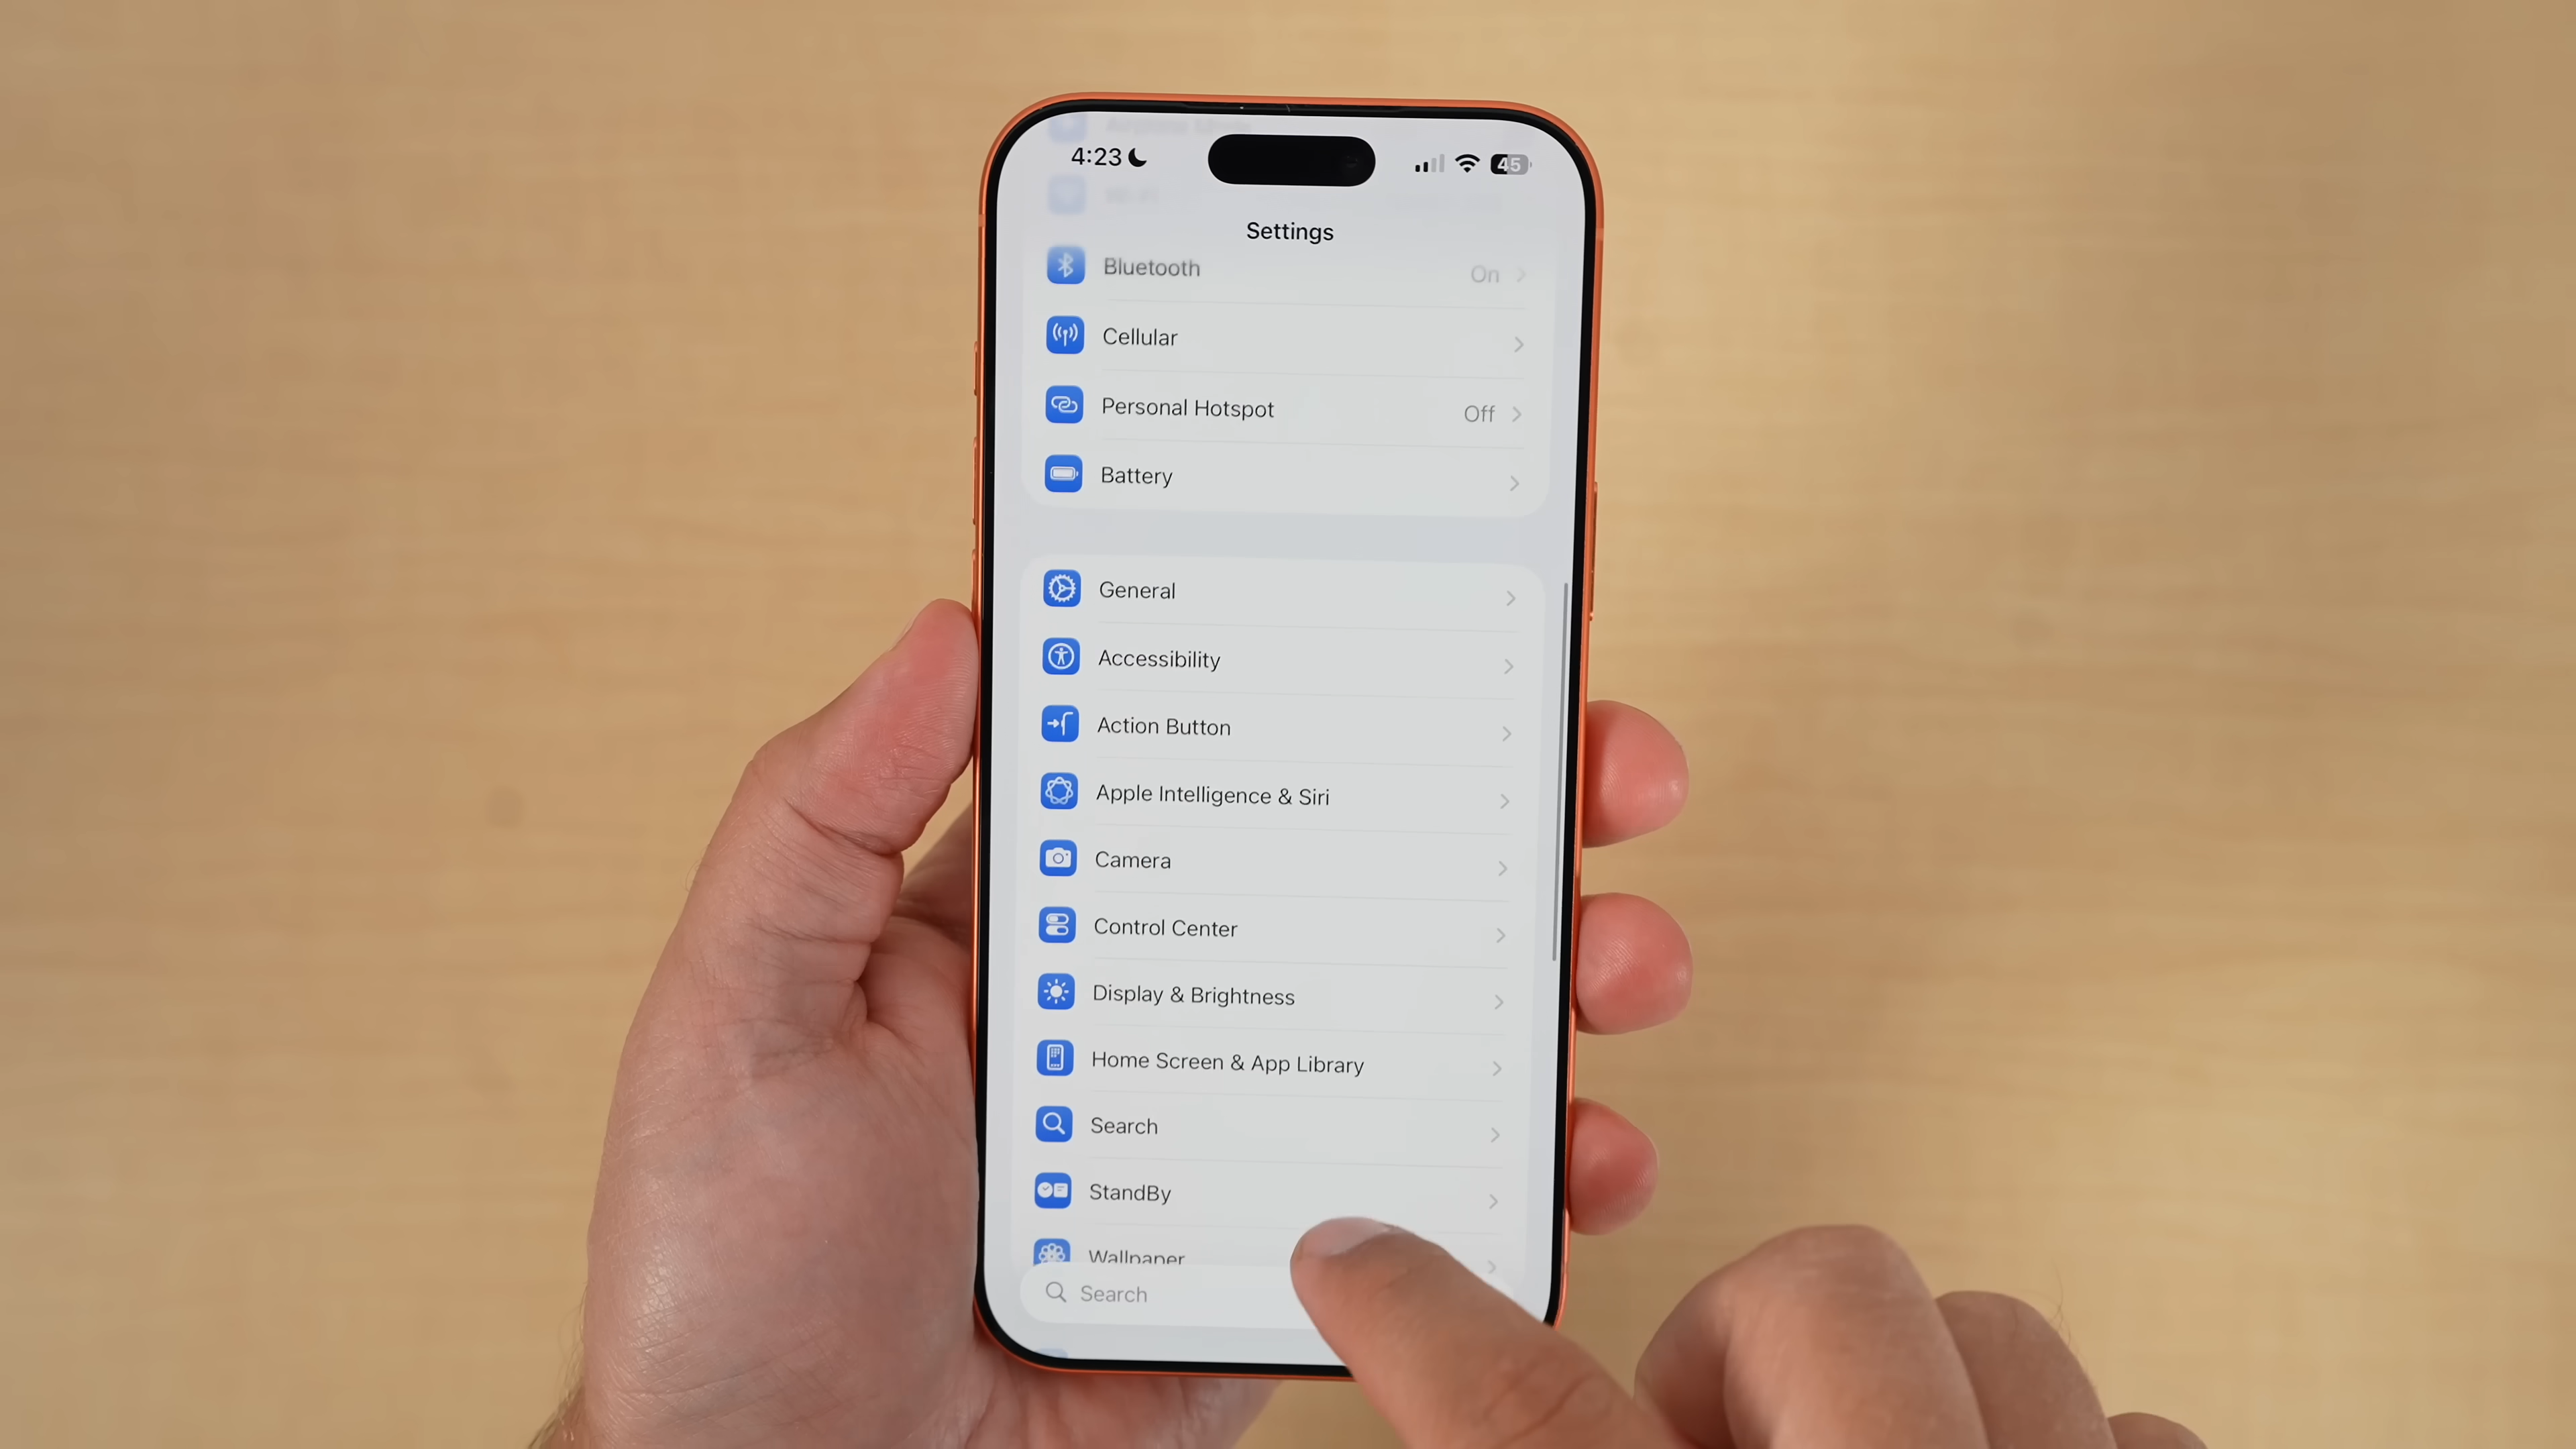 4:23
45
Settings
Bluetooth On
Cellular
Personal Hotspot Off
Battery
General
Accessibility
Action Button
Apple Intelligence & Siri
Camera
Control Center
Display & Brightness
Home Screen & App Library
Search
StandBy
Wallpaper
Search